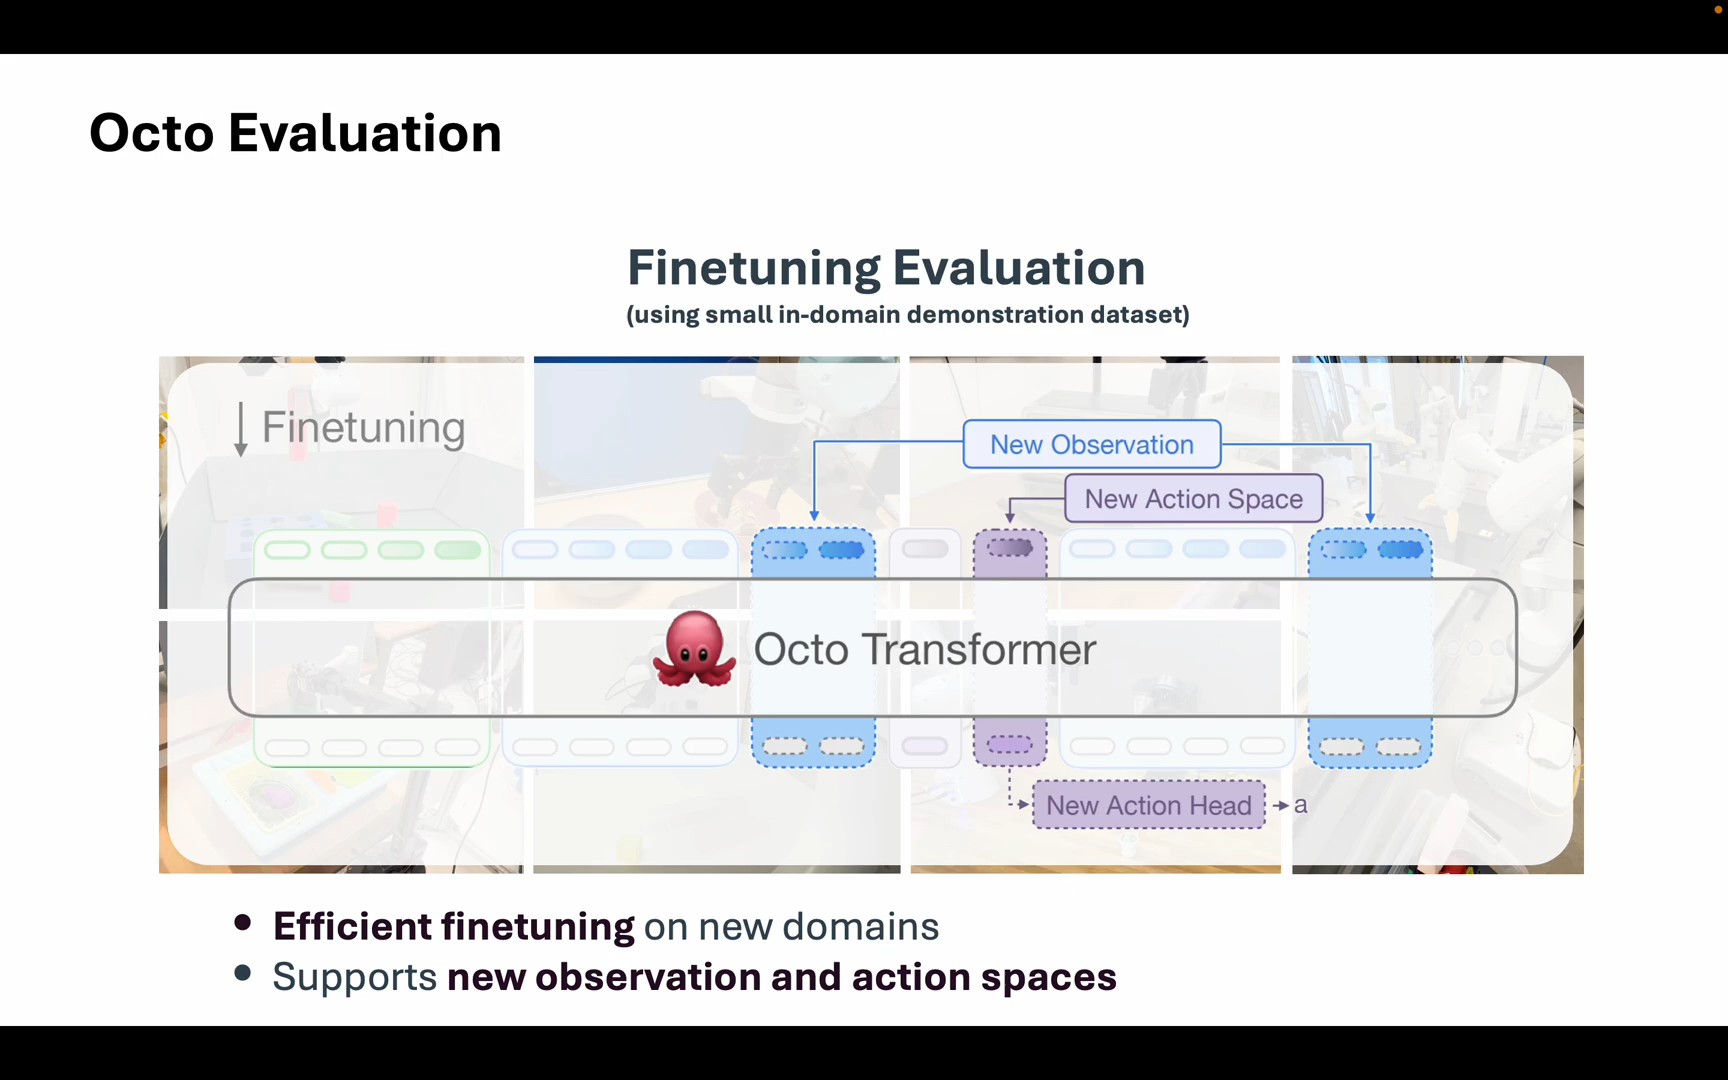 Octo Evaluation
Finetuning Evaluation
(using small in-domain demonstration dataset)
Finetuning
New Observation
New Action Space
Octo Transformer
New Action Head
a
• Efficient finetuning on new domains
• Supports new observation and action spaces